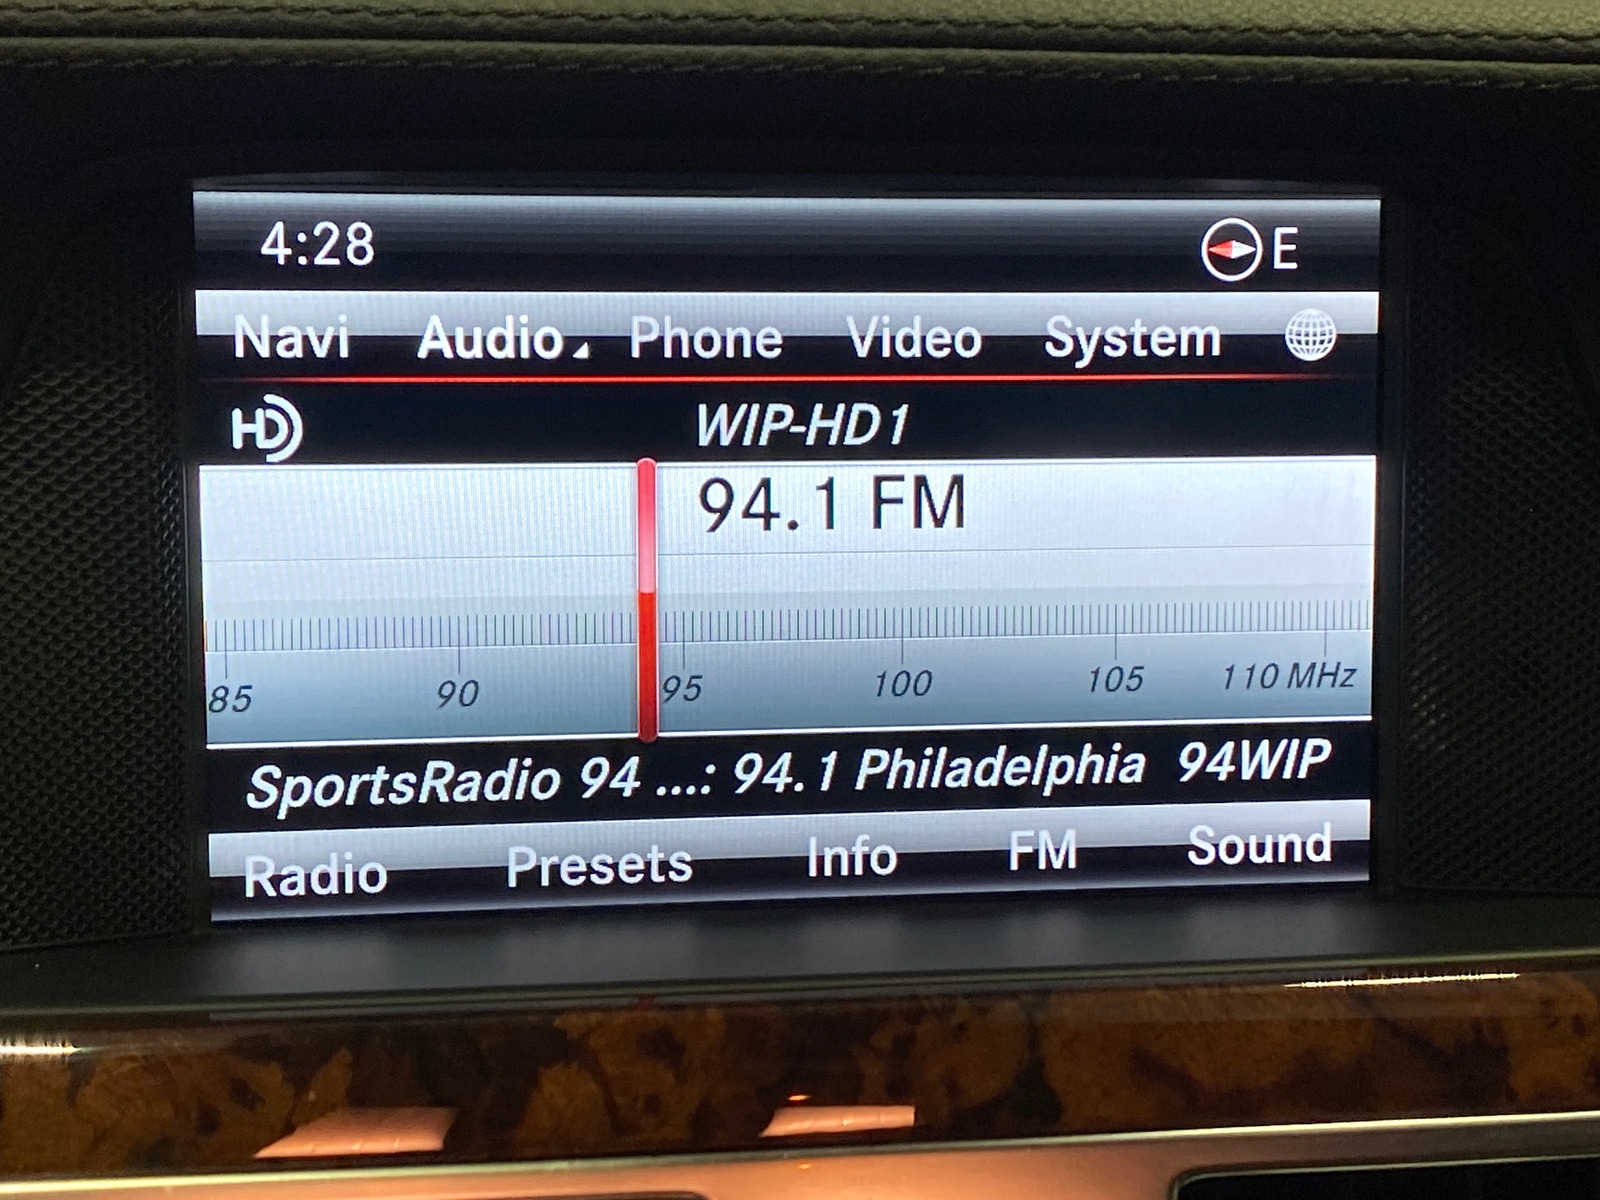 4:28 E
Navi Audio Phone Video System
HD WIP-HD1
94.1 FM
85 90 95 100 105 110 MHz
SportsRadio 94 ...: 94.1 Philadelphia 94WIP
Radio Presets Info FM Sound